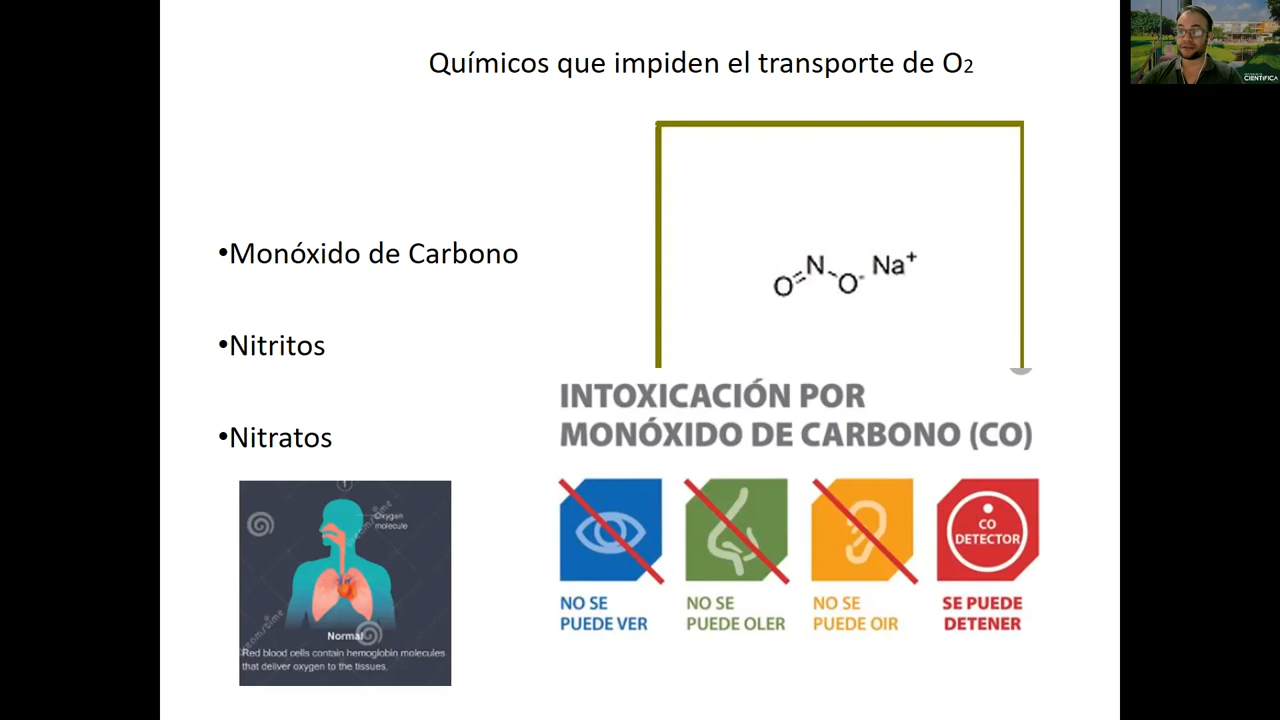 Químicos que impiden el transporte de O2
CIENTÍFICA
•Monóxido de Carbono
•Nitritos
•Nitratos
O N O- Na+
INTOXICACIÓN POR
MONÓXIDO DE CARBONO (CO)
CO
DETECTOR
NO SE
PUEDE VER
NO SE
PUEDE OLER
NO SE
PUEDE OIR
SE PUEDE
DETENER
1
Oxygen
molecule
Normal
Red blood cells contain hemoglobin molecules
that deliver oxygen to the tissues.